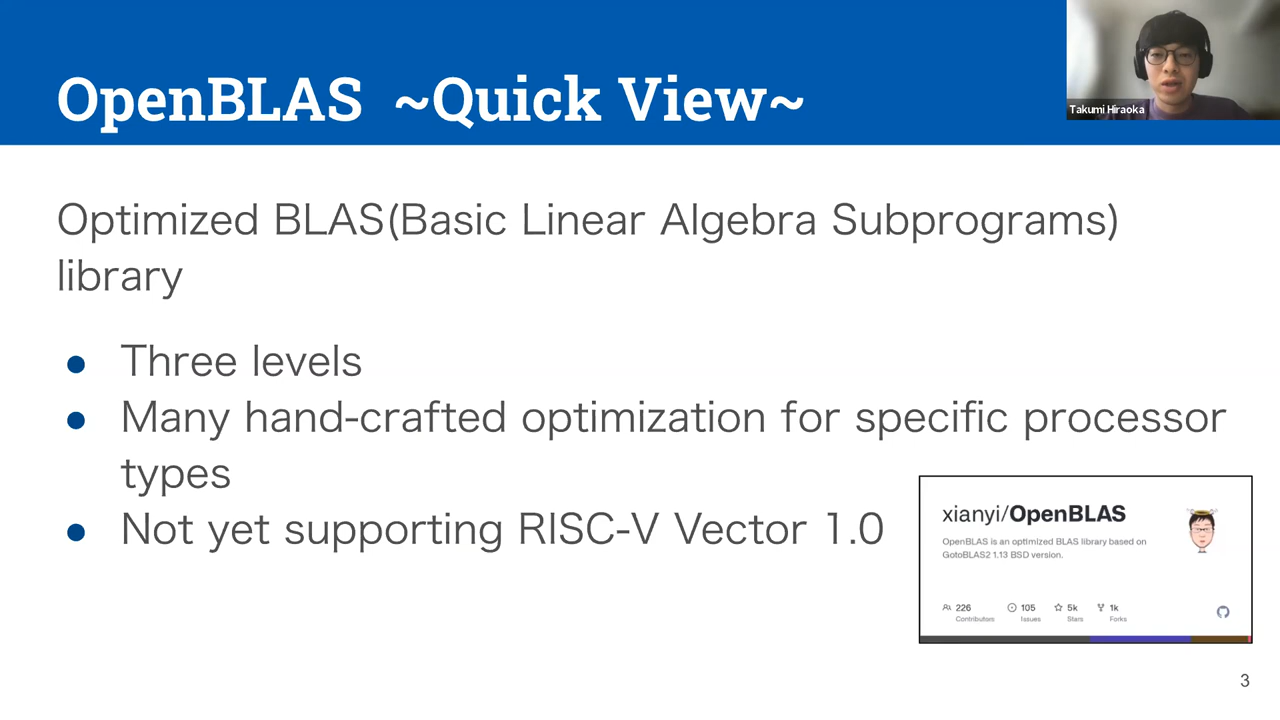 OpenBLAS ~Quick View~
Takumi Hiraoka
Optimized BLAS(Basic Linear Algebra Subprograms)
library
● Three levels
● Many hand-crafted optimization for specific processor
types
● Not yet supporting RISC-V Vector 1.0
xianyi/OpenBLAS
OpenBLAS is an optimized BLAS library based on
GotoBLAS2 1.13 BSD version.
226 105 5k 1k
Contributors Issues Stars Forks
3